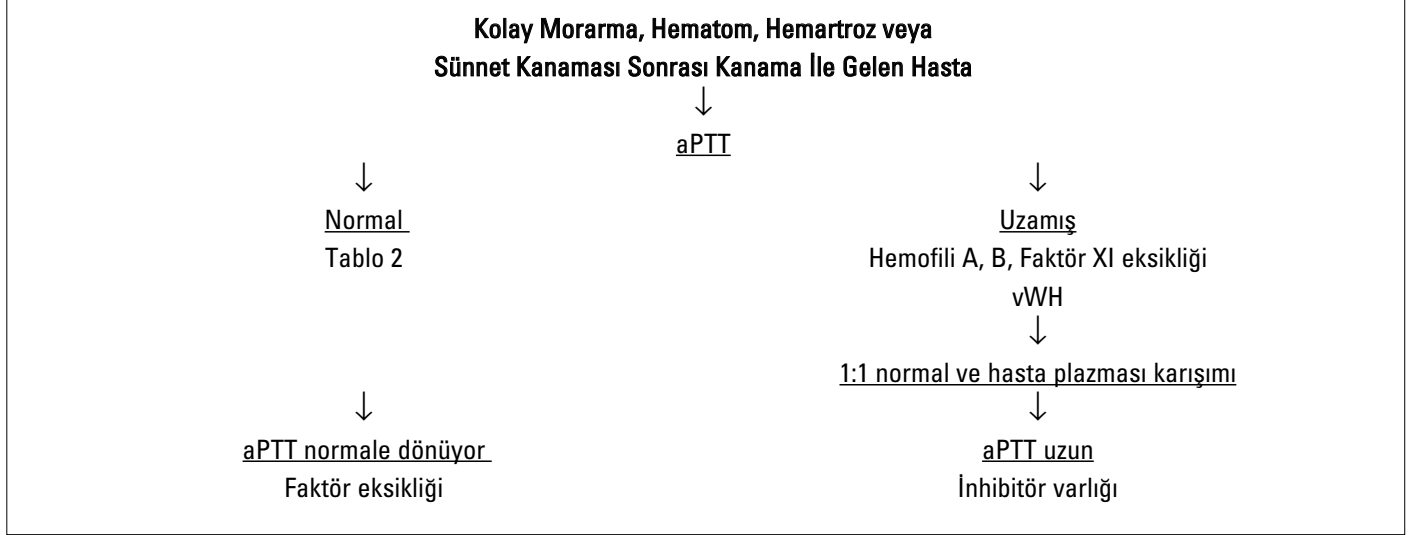 Kolay Morarma, Hematom, Hemartroz veya
Sünnet Kanaması Sonrası Kanama İle Gelen Hasta
↓
aPTT
↓ ↓
Normal Uzamış
Tablo 2 Hemofili A, B, Faktör XI eksikliği
vWH
↓
1:1 normal ve hasta plazması karışımı
↓ ↓
aPTT normale dönüyor aPTT uzun
Faktör eksikliği İnhibitör varlığı